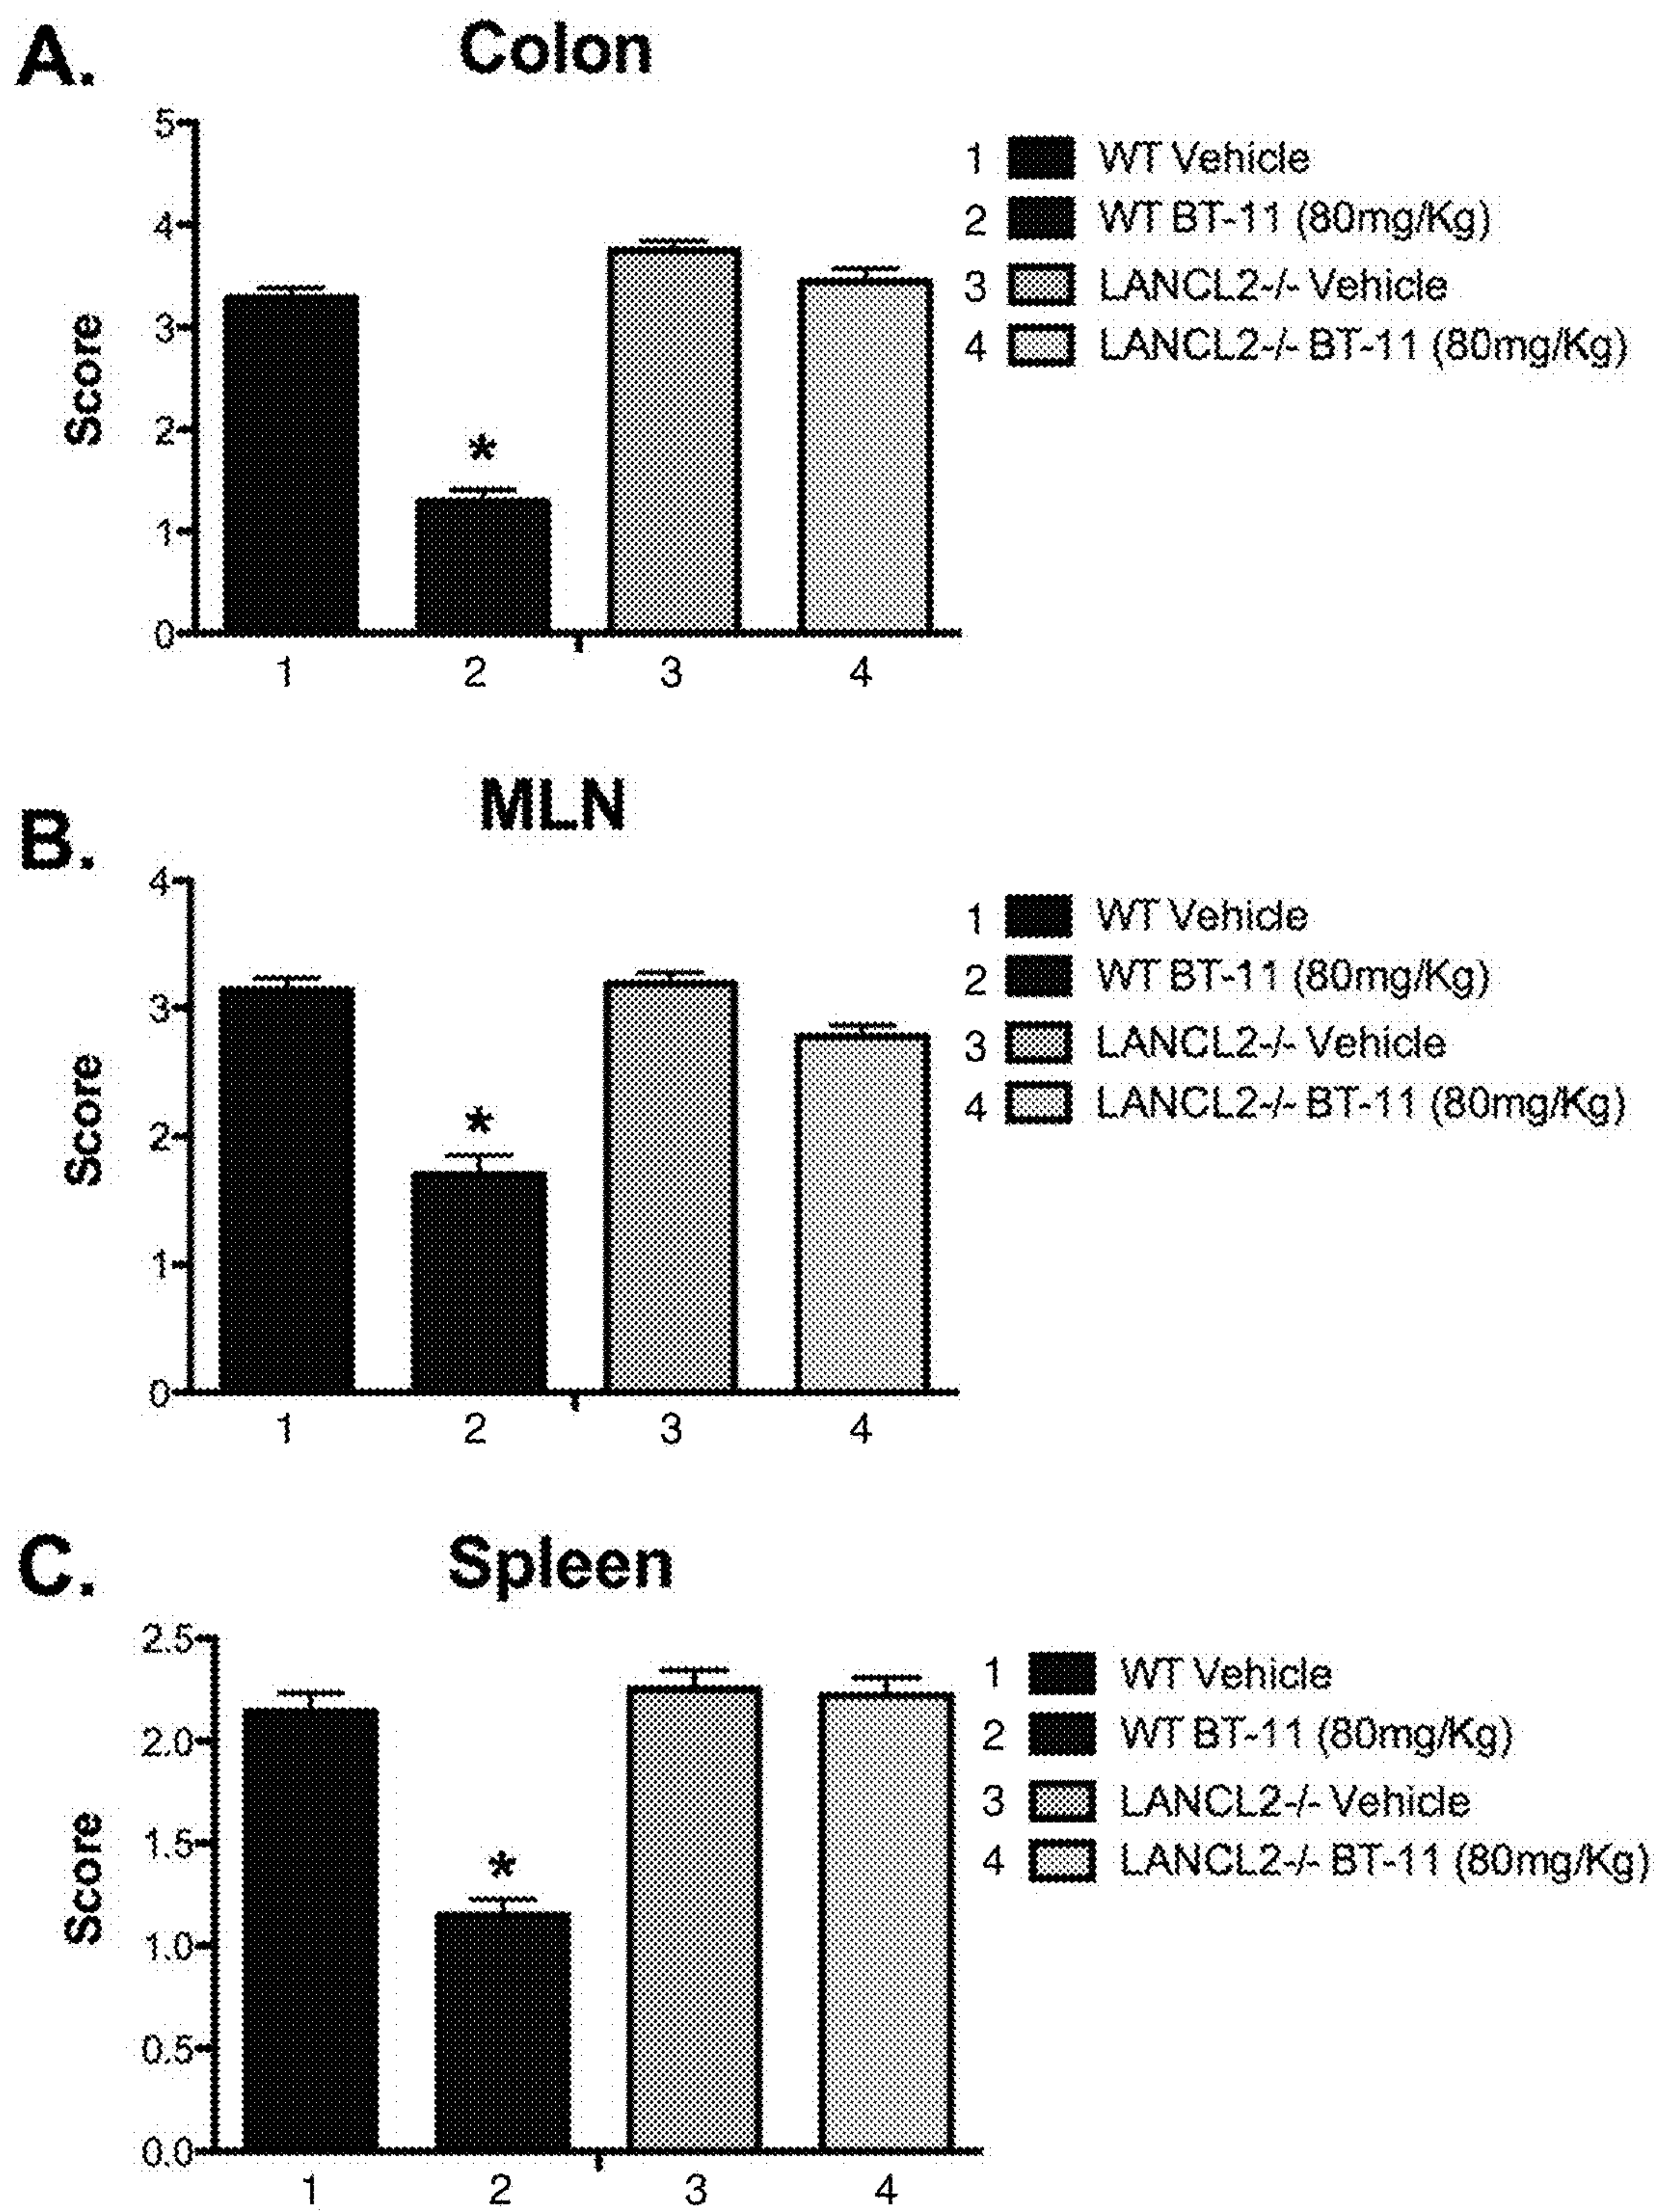 A. Colon
5
4
3
2
1
0
Score
*
1 2 3 4
1 WT Vehicle
2 WT BT-11 (80mg/Kg)
3 LANCL2-/- Vehicle
4 LANCL2-/- BT-11 (80mg/Kg)
B. MLN
4
3
2
1
0
Score
*
1 2 3 4
1 WT Vehicle
2 WT BT-11 (80mg/Kg)
3 LANCL2-/- Vehicle
4 LANCL2-/- BT-11 (80mg/Kg)
C. Spleen
2.5
2.0
1.5
1.0
0.5
0.0
Score
*
1 2 3 4
1 WT Vehicle
2 WT BT-11 (80mg/Kg)
3 LANCL2-/- Vehicle
4 LANCL2-/- BT-11 (80mg/Kg)